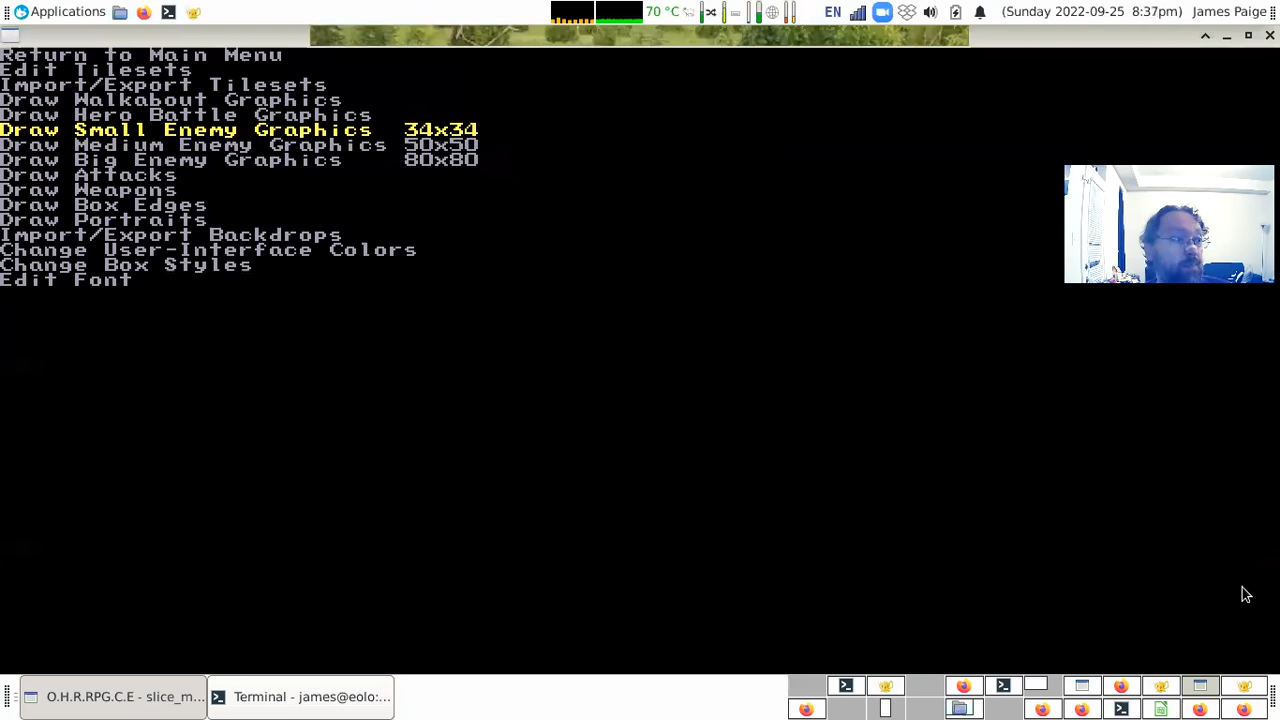 Applications
70 °C
EN
(Sunday 2022-09-25 8:37pm)
James Paige
Return to Main Menu
Edit Tilesets
Import/Export Tilesets
Draw Walkabout Graphics
Draw Hero Battle Graphics
Draw Small Enemy Graphics 34x34
Draw Medium Enemy Graphics 50x50
Draw Big Enemy Graphics 80x80
Draw Attacks
Draw Weapons
Draw Box Edges
Draw Portraits
Import/Export Backdrops
Change User-Interface Colors
Change Box Styles
Edit Font
O.H.R.RPG.C.E - slice_m...
Terminal - james@eolo:...